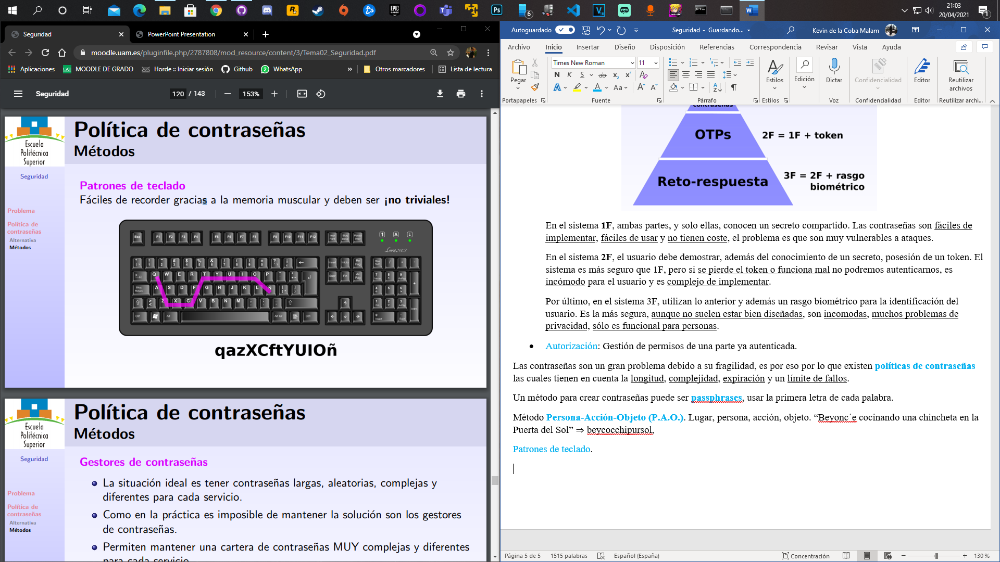 21:03
20/04/2021
6
1
Seguridad
PowerPoint Presentation
moodle.uam.es/pluginfile.php/2787808/mod_resource/content/3/Tema02_Seguridad.pdf
Aplicaciones
MOODLE DE GRADO
Horde :: Iniciar sesión
Github
WhatsApp
Otros marcadores
Lista de lectura
Seguridad
120 / 143
153%
Escuela
Politécnica
Superior
Seguridad
Problema
Política de
contraseñas
Alternativa
Métodos
Política de contraseñas
Métodos
Patrones de teclado
Fáciles de recorder gracias a la memoria muscular y deben ser ¡no triviales!
qazXCftYUIOñ
Escuela
Politécnica
Superior
Seguridad
Problema
Política de
contraseñas
Alternativa
Métodos
Política de contraseñas
Métodos
Gestores de contraseñas
La situación ideal es tener contraseñas largas, aleatorias, complejas y
diferentes para cada servicio.
Como en la práctica es imposible de mantener la solución son los gestores
de contraseñas.
Permiten mantener una cartera de contraseñas MUY complejas y diferentes
para cada servicio
Autoguardado
Seguridad - Guardando...
Kevin de la Coba Malam
Archivo Inicio Insertar Diseño Disposición Referencias Correspondencia Revisar Vista Ayuda
Pegar
Times New Roman
11
N K S ab x₂ x²
Estilos
Edición
Dictar
Confidencialidad
Editor
Reutilizar
archivos
Portapapeles
Fuente
Párrafo
Estilos
Voz
Confidencialidad
Editor
Reutilizar archi...
contraseñas
OTPs
2F = 1F + token
Reto-respuesta
3F = 2F + rasgo
biométrico
En el sistema 1F, ambas partes, y solo ellas, conocen un secreto compartido. Las contraseñas son fáciles de
implementar, fáciles de usar y no tienen coste, el problema es que son muy vulnerables a ataques.
En el sistema 2F, el usuario debe demostrar, además del conocimiento de un secreto, posesión de un token. El
sistema es más seguro que 1F, pero si se pierde el token o funciona mal no podremos autenticarnos, es
incómodo para el usuario y es complejo de implementar.
Por último, en el sistema 3F, utilizan lo anterior y además un rasgo biométrico para la identificación del
usuario. Es la más segura, aunque no suelen estar bien diseñadas, son incomodas, muchos problemas de
privacidad, sólo es funcional para personas.
• Autorización: Gestión de permisos de una parte ya autenticada.
Las contraseñas son un gran problema debido a su fragilidad, es por eso por lo que existen políticas de contraseñas
las cuales tienen en cuenta la longitud, complejidad, expiración y un límite de fallos.
Un método para crear contraseñas puede ser passphrases, usar la primera letra de cada palabra.
Método Persona-Acción-Objeto (P.A.O.). Lugar, persona, acción, objeto. “Beyonc´e cocinando una chincheta en la
Puerta del Sol” ⇒ beycocchipursol,
Patrones de teclado.
Página 5 de 5
1515 palabras
Español (España)
Concentración
130 %